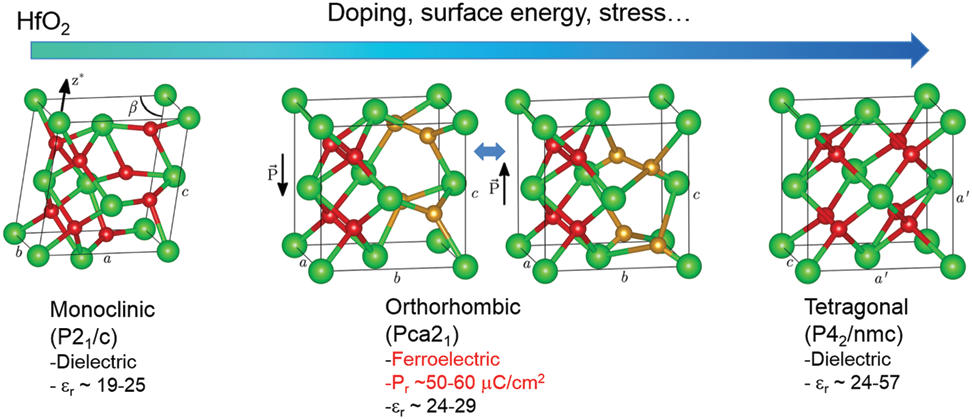 HfO₂
Doping, surface energy, stress…
z*
β
c
b
a
P⃗
c
a
b
P⃗
c
a
b
a'
c
a'
Monoclinic
(P2₁/c)
-Dielectric
- εᵣ ~ 19-25
Orthorhombic
(Pca2₁)
-Ferroelectric
-Pᵣ ~50-60 μC/cm²
- εᵣ ~ 24-29
Tetragonal
(P4₂/nmc)
-Dielectric
- εᵣ ~ 24-57